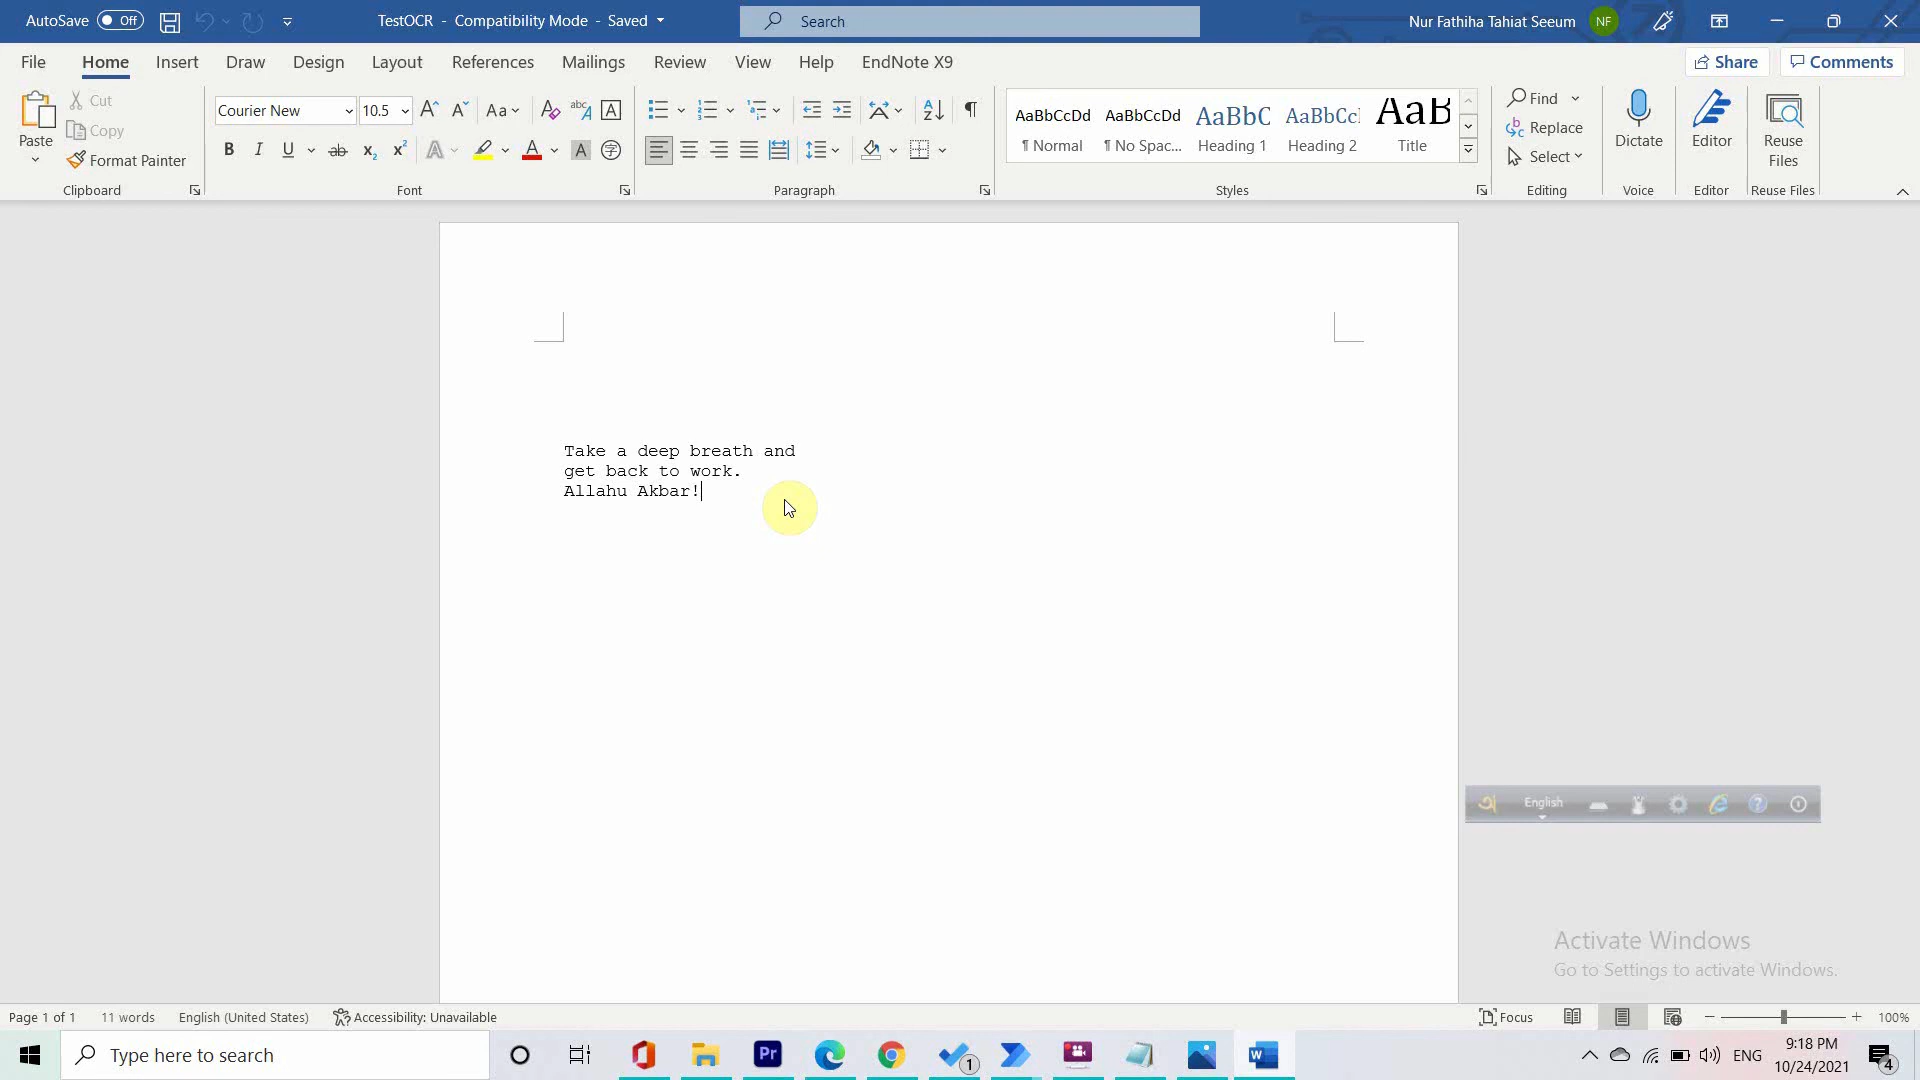 AutoSave Off TestOCR - Compatibility Mode - Saved Search Nur Fathiha Tahiat Seeum NF
File Home Insert Draw Design Layout References Mailings Review View Help EndNote X9 Share Comments
Paste
Cut
Copy
Format Painter
Clipboard
Courier New 10.5
Font
Paragraph
AaBbCcDd AaBbCcDd AaBbC AaBbCc AaB
¶ Normal ¶ No Spac... Heading 1 Heading 2 Title
Styles
Find
Replace
Select
Editing
Dictate
Voice
Editor
Editor
Reuse
Files
Reuse Files
Take a deep breath and
get back to work.
Allahu Akbar!
অ English
Activate Windows
Go to Settings to activate Windows.
Page 1 of 1 11 words English (United States) Accessibility: Unavailable Focus 100%
Type here to search Pr 1 ENG 9:18 PM
10/24/2021 4